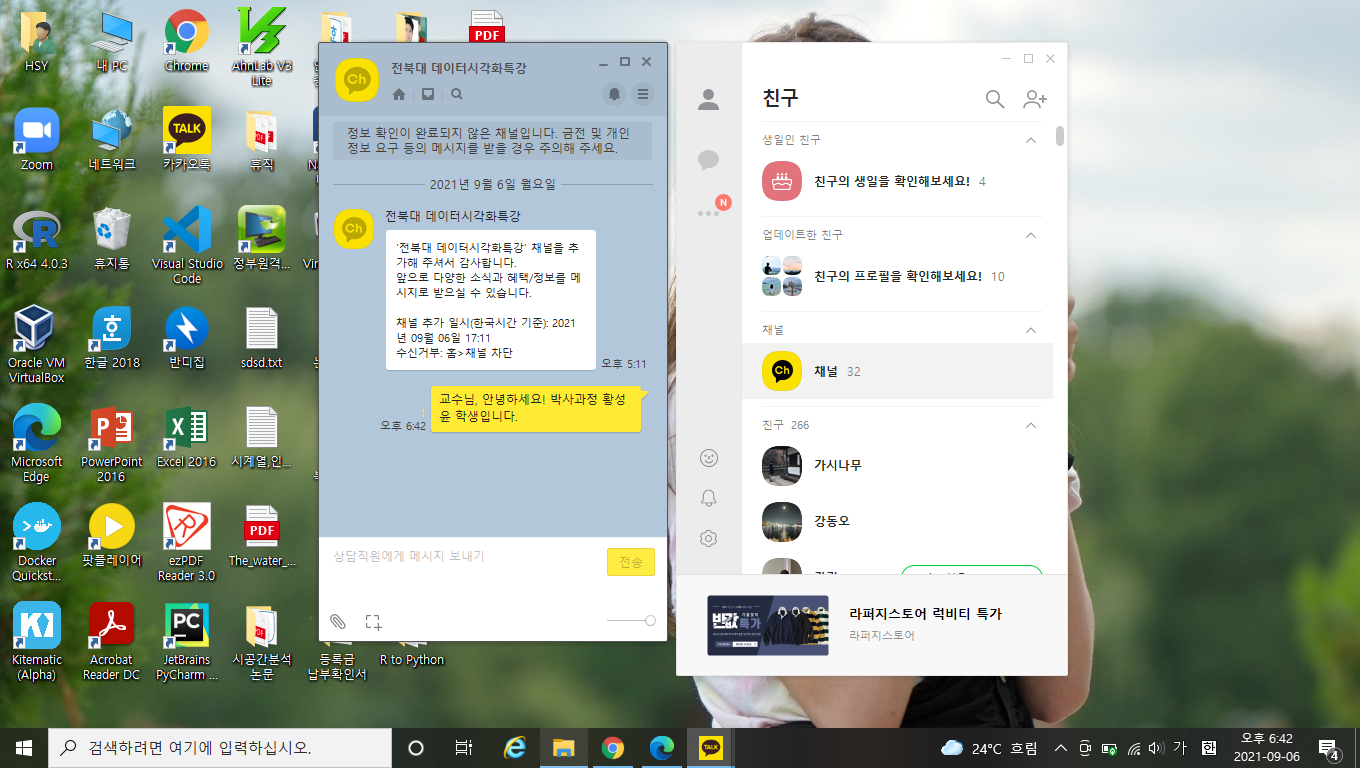 HSY
내 PC
Chrome
AhnLab V3
Lite
PDF
Zoom
네트워크
TALK
카카오톡
휴직
R x64 4.0.3
휴지통
Visual Studio
Code
정부원격...
Oracle VM
VirtualBox
한글 2018
반디집
sdsd.txt
Microsoft
Edge
PowerPoint
2016
Excel 2016
시계열,인...
Docker
Quickst...
팟플레이어
ezPDF
Reader 3.0
PDF
The_water_...
Kitematic
(Alpha)
Acrobat
Reader DC
PC
JetBrains
PyCharm ...
시공간분석
논문
등록금
납부확인서
R to Python
Ch
전북대 데이터시각화특강
정보 확인이 완료되지 않은 채널입니다. 금전 및 개인
정보 요구 등의 메시지를 받을 경우 주의해 주세요.
2021년 9월 6일 월요일
Ch
전북대 데이터시각화특강
'전북대 데이터시각화특강' 채널을 추
가해 주셔서 감사합니다.
앞으로 다양한 소식과 혜택/정보를 메
시지로 받으실 수 있습니다.
채널 추가 일시(한국시간 기준): 2021
년 09월 06일 17:11
수신거부: 홈>채널 차단
오후 5:11
교수님, 안녕하세요! 박사과정 황성
윤 학생입니다.
1
오후 6:42
상담직원에게 메시지 보내기
전송
친구
N
생일인 친구
친구의 생일을 확인해보세요! 4
업데이트한 친구
친구의 프로필을 확인해보세요! 10
채널
Ch
채널 32
친구 266
가시나무
강동오
반값
특가
라퍼지스토어 럭비티 특가
라퍼지스토어
검색하려면 여기에 입력하십시오.
TALK
24°C 흐림
가
한
오후 6:42
2021-09-06
4